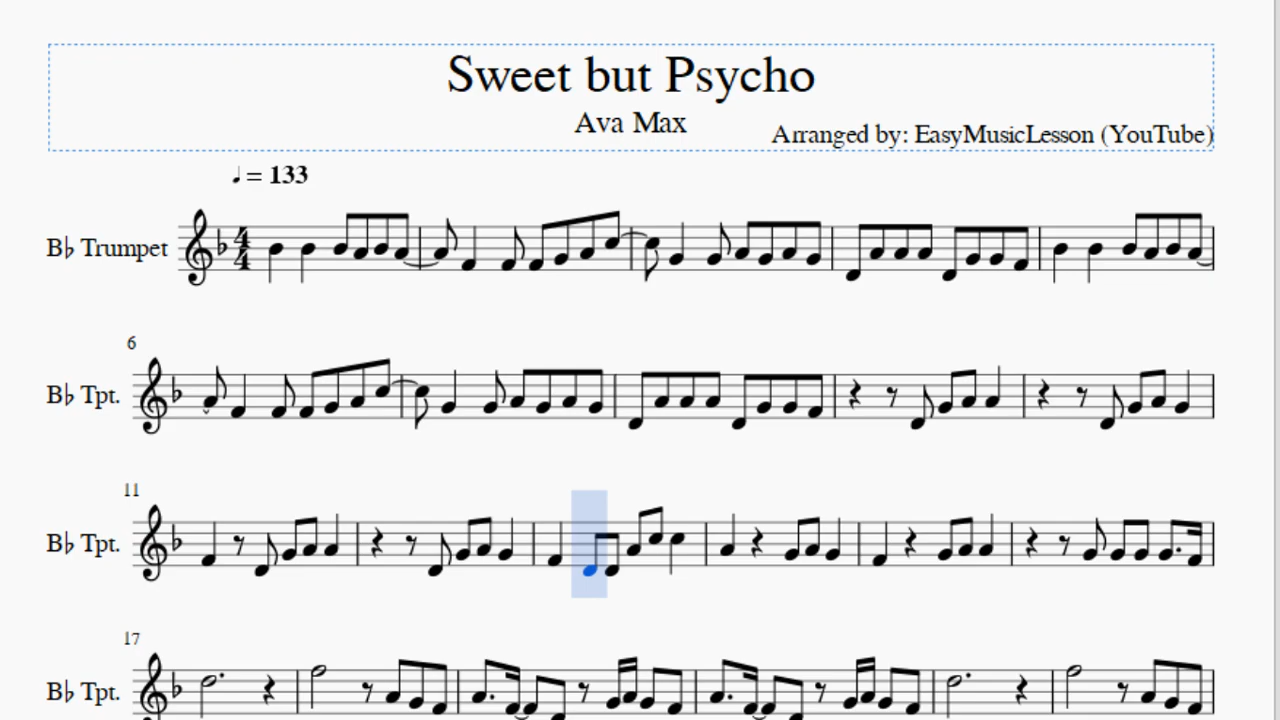 Sweet but Psycho
Ava Max
Arranged by: EasyMusicLesson (YouTube)
♩ = 133
B♭ Trumpet
6
B♭ Tpt.
11
B♭ Tpt.
17
B♭ Tpt.